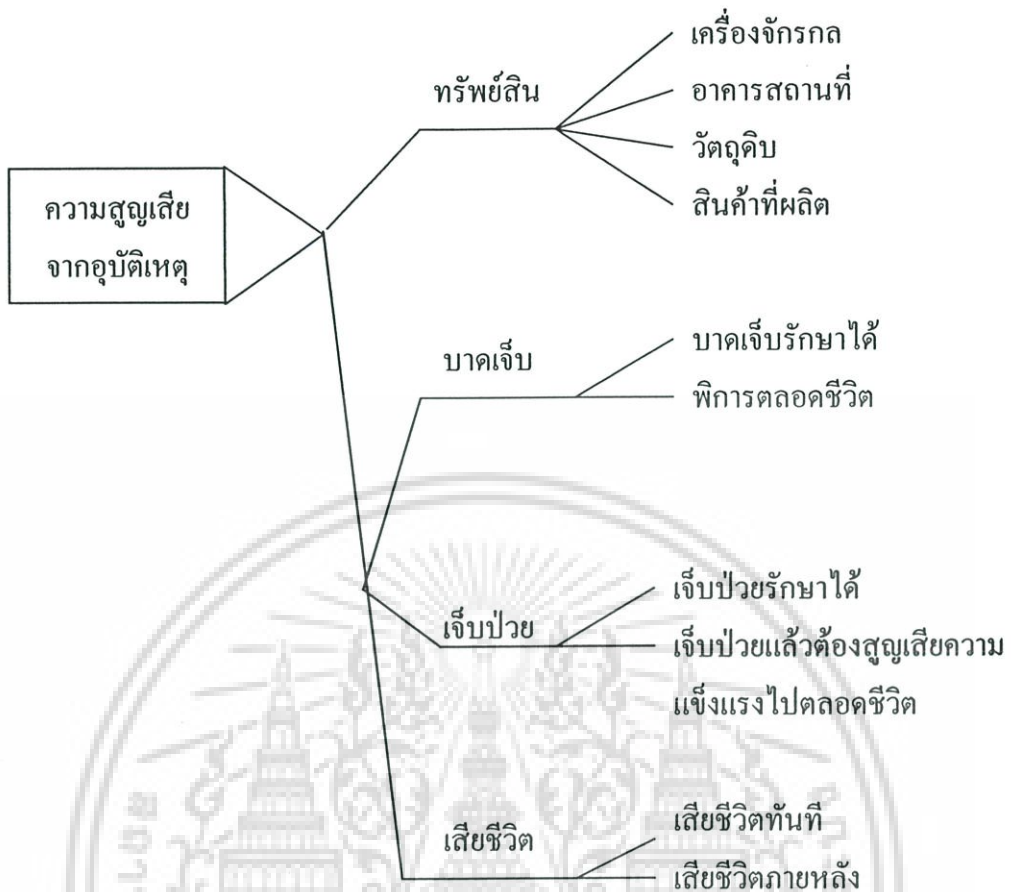 ความสูญเสีย
จากอุบัติเหตุ
ทรัพย์สิน
เครื่องจักรกล
อาคารสถานที่
วัตถุดิบ
สินค้าที่ผลิต
บาดเจ็บ
บาดเจ็บรักษาได้
พิการตลอดชีวิต
เจ็บป่วย
เจ็บป่วยรักษาได้
เจ็บป่วยแล้วต้องสูญเสียความ
แข็งแรงไปตลอดชีวิต
เสียชีวิต
เสียชีวิตทันที
เสียชีวิตภายหลัง